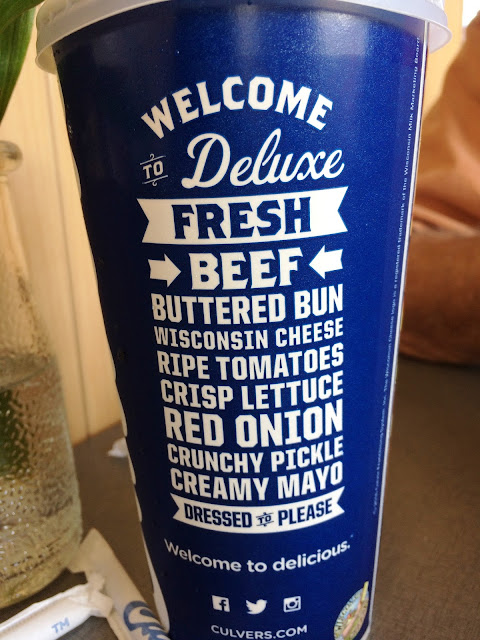 WELCOME
TO Deluxe
FRESH
BEEF
BUTTERED BUN
WISCONSIN CHEESE
RIPE TOMATOES
CRISP LETTUCE
RED ONION
CRUNCHY PICKLE
CREAMY MAYO
DRESSED TO PLEASE
Welcome to delicious.
CULVERS.COM
TM